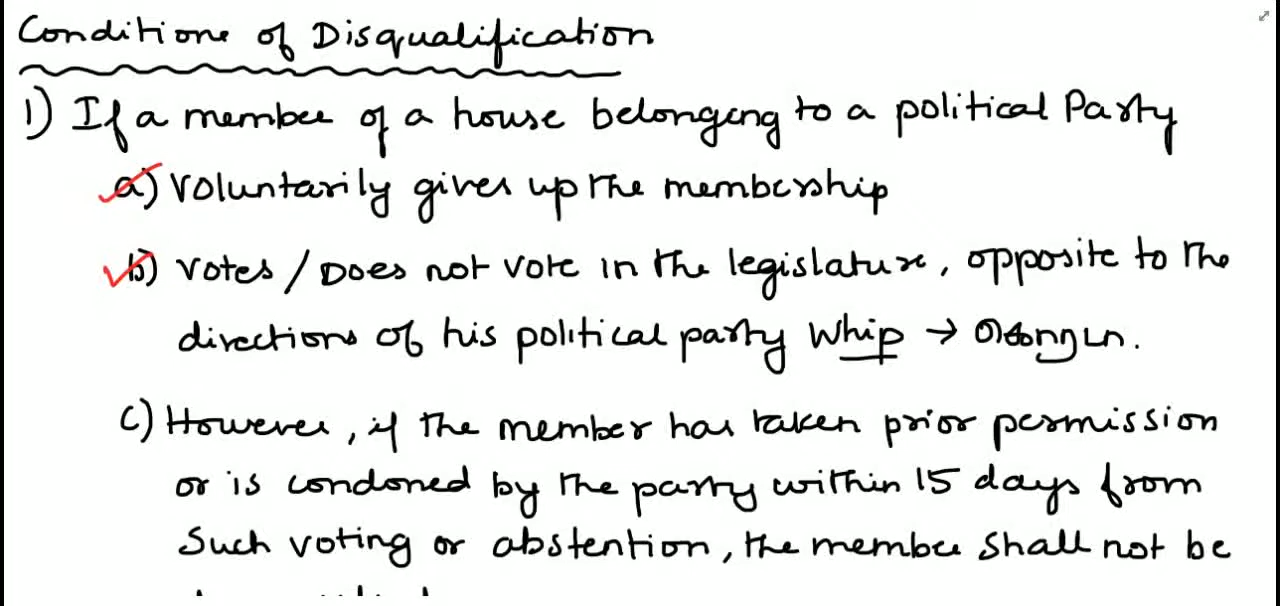 Conditions of Disqualification
1) If a member of a house belonging to a political Party
a) Voluntarily gives up the membership
b) Votes / Does not vote in the legislature, opposite to the
directions of his political party Whip →
c) However, if the member has taken prior permission
or is condoned by the party within 15 days from
Such voting or abstention, the member shall not be